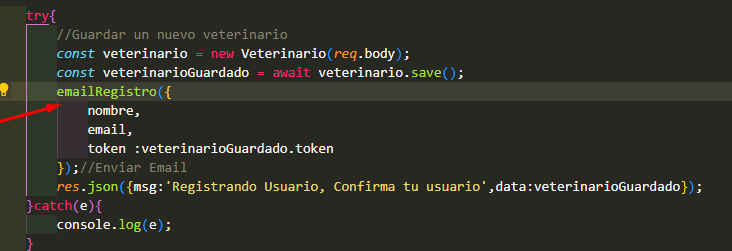 try{
//Guardar un nuevo veterinario
const veterinario = new Veterinario(req.body);
const veterinarioGuardado = await veterinario.save();
emailRegistro({
nombre,
email,
token :veterinarioGuardado.token
});//Enviar Email
res.json({msg:'Registrando Usuario, Confirma tu usuario',data:veterinarioGuardado});
}catch(e){
console.log(e);
}